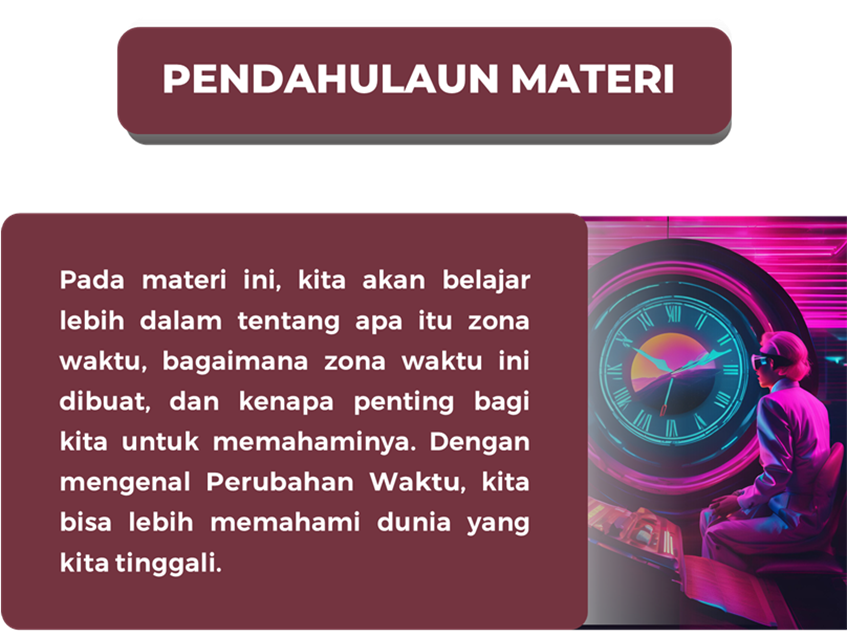 PENDAHULAUN MATERI
Pada materi ini, kita akan belajar
lebih dalam tentang apa itu zona
waktu, bagaimana zona waktu ini
dibuat, dan kenapa penting bagi
kita untuk memahaminya. Dengan
mengenal Perubahan Waktu, kita
bisa lebih memahami dunia yang
kita tinggali.